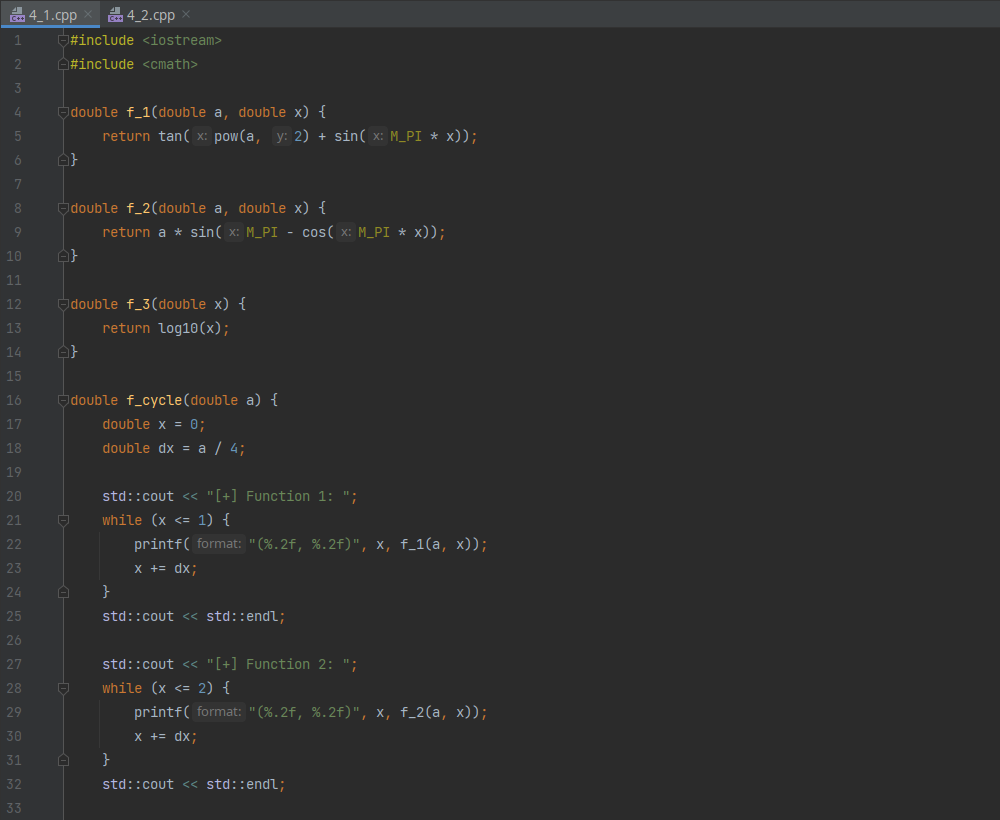 4_1.cpp 4_2.cpp
1 #include <iostream>
2 #include <cmath>
3
4 double f_1(double a, double x) {
5 return tan( x: pow(a, y: 2) + sin( x: M_PI * x));
6 }
7
8 double f_2(double a, double x) {
9 return a * sin( x: M_PI - cos( x: M_PI * x));
10 }
11
12 double f_3(double x) {
13 return log10(x);
14 }
15
16 double f_cycle(double a) {
17 double x = 0;
18 double dx = a / 4;
19
20 std::cout << "[+] Function 1: ";
21 while (x <= 1) {
22 printf( format: "(%.2f, %.2f)", x, f_1(a, x));
23 x += dx;
24 }
25 std::cout << std::endl;
26
27 std::cout << "[+] Function 2: ";
28 while (x <= 2) {
29 printf( format: "(%.2f, %.2f)", x, f_2(a, x));
30 x += dx;
31 }
32 std::cout << std::endl;
33